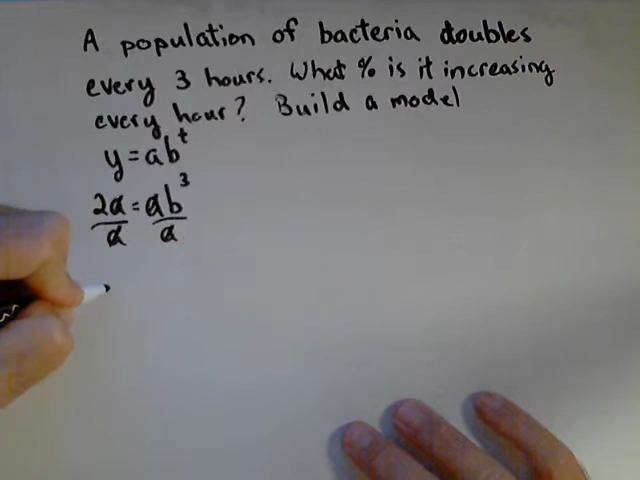 A population of bacteria doubles
every 3 hours. What % is it increasing
every hour? Build a model
y = ab^t
2a/a = ab^3/a